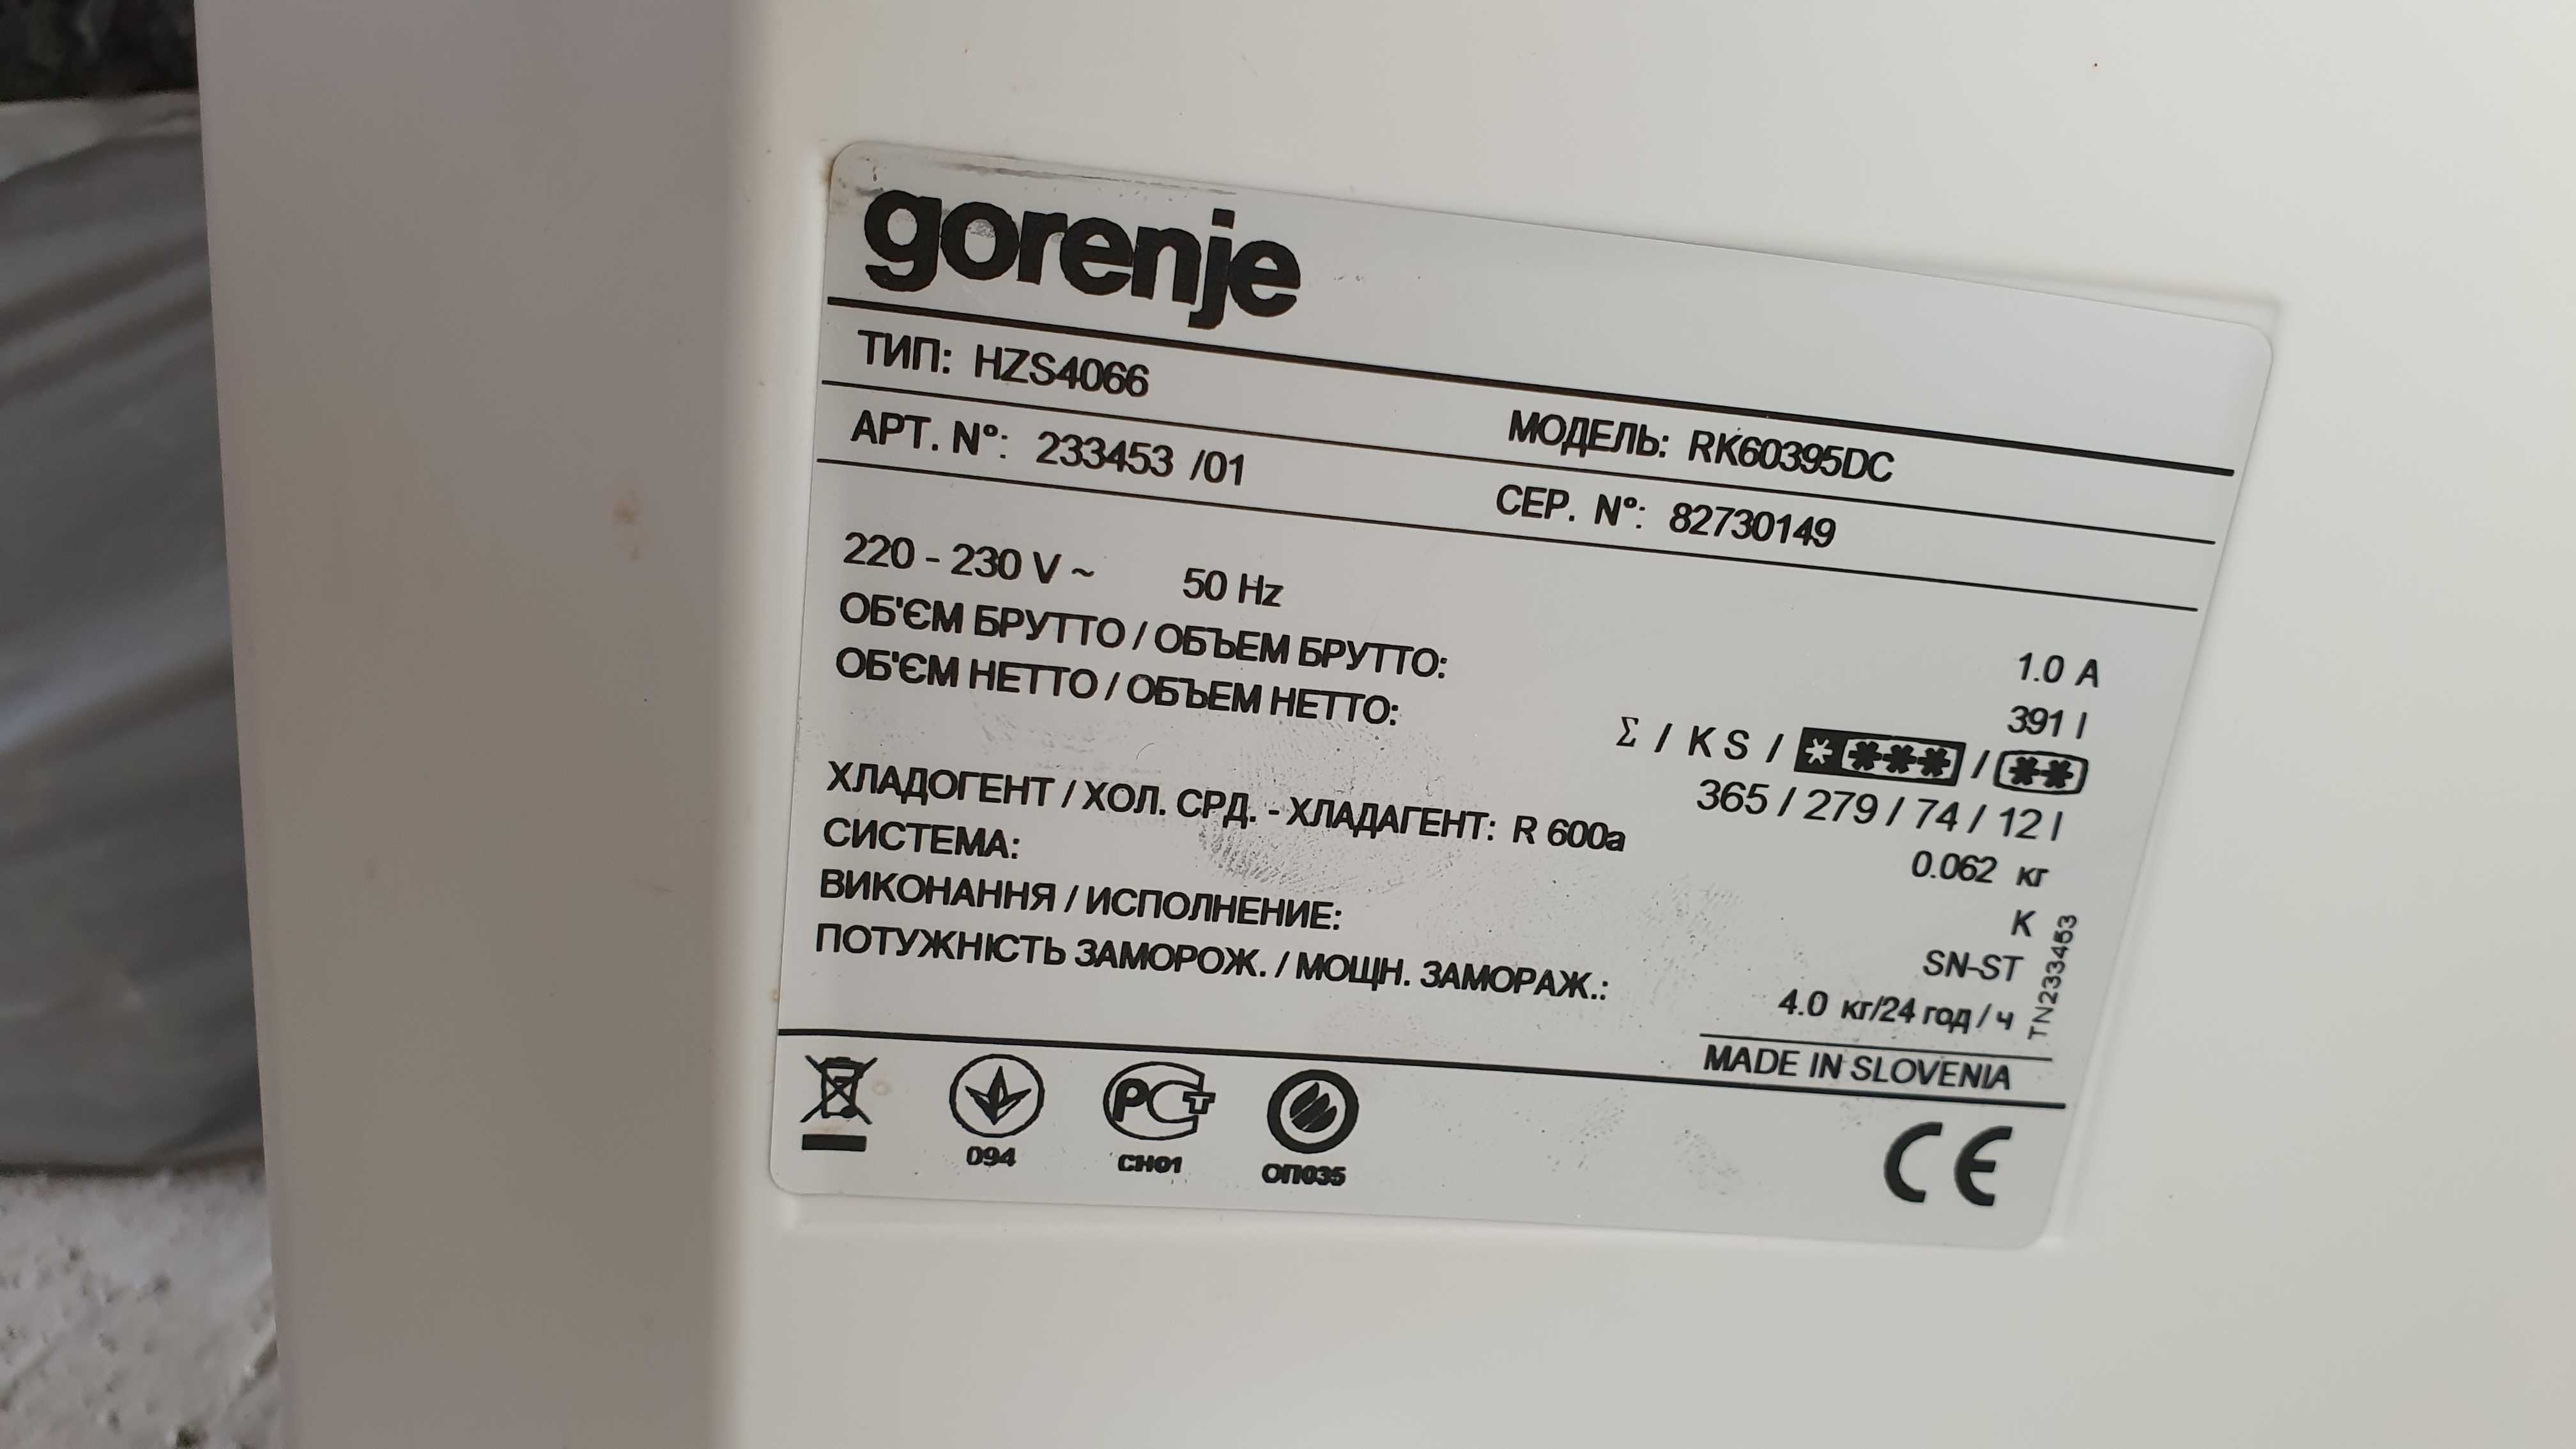 gorenje
ТИП: HZS4066 МОДЕЛЬ: RK60395DC
АРТ. N°: 233453 /01 СЕР. N°: 82730149
220 - 230 V ~ 50 Hz 1.0 A
ОБ'ЄМ БРУТТО / ОБЪЕМ БРУТТО: 391 l
ОБ'ЄМ НЕТТО / ОБЪЕМ НЕТТО: Σ / K S / * *** / **
365 / 279 / 74 / 12 l
ХЛАДОГЕНТ / ХОЛ. СРД. - ХЛАДАГЕНТ: R 600a 0.062 кг
СИСТЕМА: K
ВИКОНАННЯ / ИСПОЛНЕНИЕ: SN-ST
ПОТУЖНІСТЬ ЗАМОРОЖ. / МОЩН. ЗАМОРАЖ.: 4.0 кг/24 год / ч
TN233453
MADE IN SLOVENIA
094
РСТ
CH01
ОП035
CE